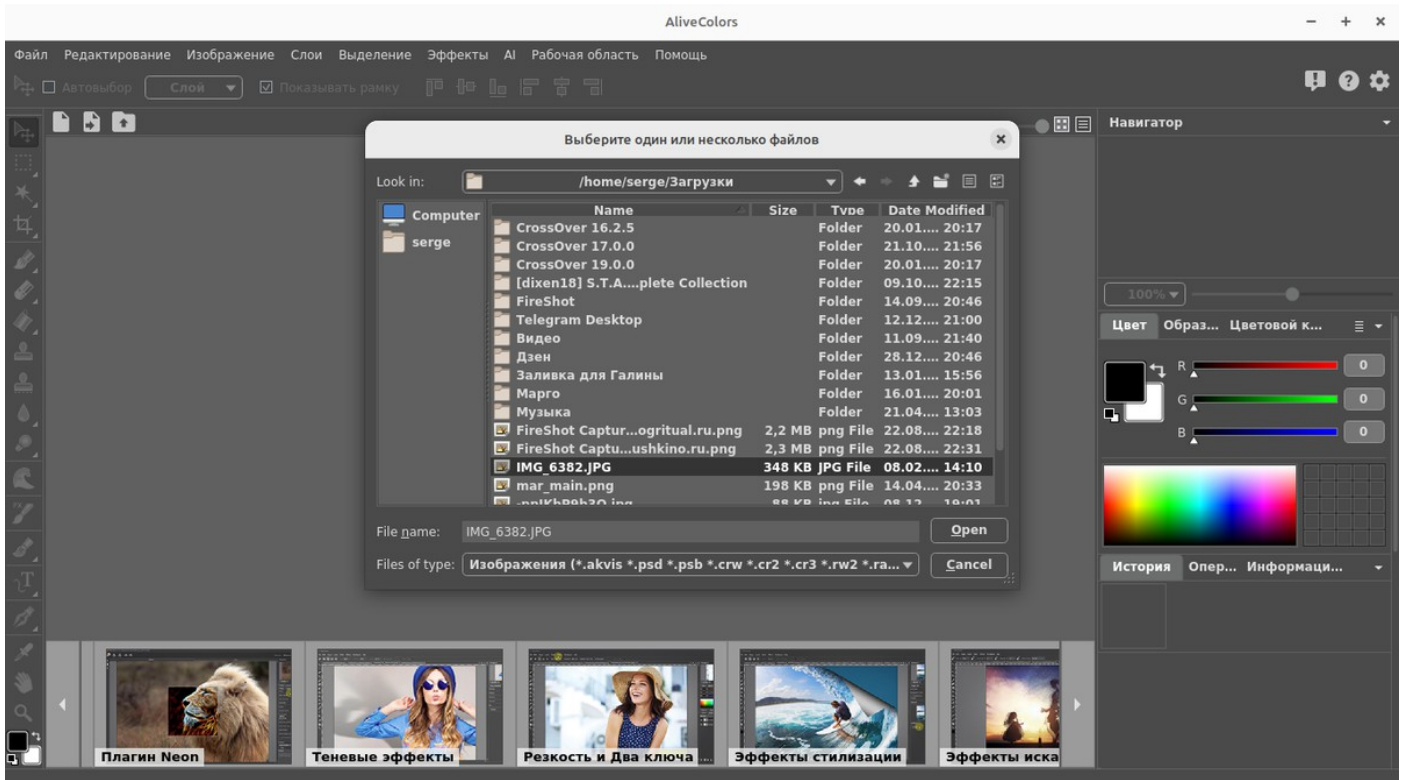 AliveColors
Файл Редактирование Изображение Слои Выделение Эффекты AI Рабочая область Помощь
Автовыбор Слой Показывать рамку
Выберите один или несколько файлов
Look in: /home/serge/Загрузки
Computer
serge
Name Size Type Date Modified
CrossOver 16.2.5 Folder 20.01.... 20:17
CrossOver 17.0.0 Folder 21.10.... 21:56
CrossOver 19.0.0 Folder 20.01.... 20:17
[dixen18] S.T.A....plete Collection Folder 09.10.... 22:15
FireShot Folder 14.09.... 20:46
Telegram Desktop Folder 12.12.... 21:00
Видео Folder 11.09.... 21:40
Дзен Folder 28.12.... 20:46
Заливка для Галины Folder 13.01.... 15:56
Марго Folder 16.01.... 20:01
Музыка Folder 21.04.... 13:03
FireShot Captur...ogritual.ru.png 2,2 MB png File 22.08.... 22:18
FireShot Captu...ushkino.ru.png 2,3 MB png File 22.08.... 22:31
IMG_6382.JPG 348 KB JPG File 08.02.... 14:10
mar_main.png 198 KB png File 14.04.... 20:33
88 KB jpg File 08.12.... 19:01
File name: IMG_6382.JPG Open
Files of type: Изображения (*.akvis *.psd *.psb *.crw *.cr2 *.cr3 *.rw2 *.ra... Cancel
Навигатор
100%
Цвет Образ... Цветовой к...
R 0
G 0
B 0
История Опер... Информаци...
Плагин Neon
Теневые эффекты
Резкость и Два ключа ...
Эффекты стилизации
Эффекты иска